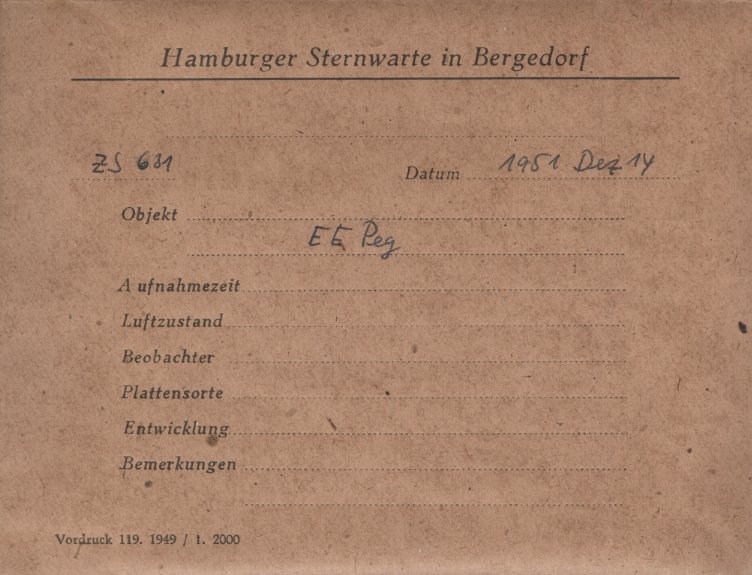 Hamburger Sternwarte in Bergedorf
ZS 631 Datum 1951 Dez 14
Objekt
EE Peg
Aufnahmezeit
Luftzustand
Beobachter
Plattensorte
Entwicklung
Bemerkungen
Vordruck 119. 1949 / 1. 2000